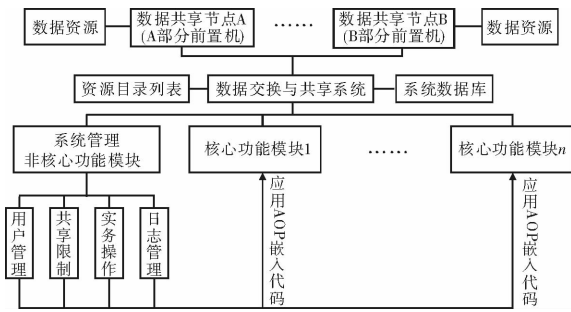 数据资源
数据共享节点A
(A部分前置机)
……
数据共享节点B
(B部分前置机)
数据资源
资源目录列表
数据交换与共享系统
系统数据库
系统管理
非核心功能模块
核心功能模块1
……
核心功能模块n
用户管理
共享限制
实务操作
日志管理
应用AOP嵌入代码
应用AOP嵌入代码